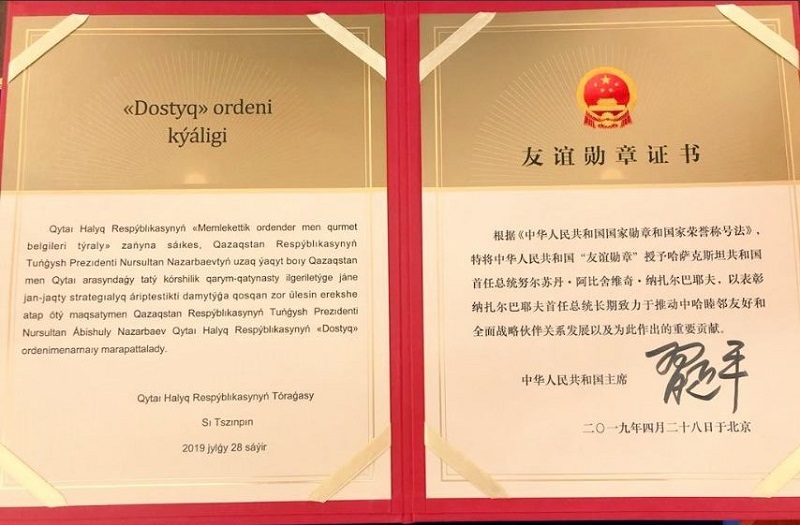 «Dostyq» ordeni
kýáligi
Qytaı Halyq Respýblıkasynyń «Memlekettik ordender men qurmet
belgileri týraly» zańyna sáıkes, Qazaqstan Respýblıkasynyń
Tuńǵysh Prezıdenti Nursultan Nazarbaevtyń uzaq ýaqyt boıy Qazaqstan
men Qytaı arasyndaǵy tatý kórshilik qarym-qatynasty ilgeriletýge jáne
jan-jaqty strategıalyq áriptestikti damytýǵa qosqan zor úlesin erekshe
atap ótý maqsatymen Qazaqstan Respýblıkasynyń Tuńǵysh Prezıdenti
Nursultan Ábishuly Nazarbaev Qytaı Halyq Respýblıkasynyń «Dostyq»
ordenimenarnaıy marapattalady.
Qytaı Halyq Respýblıkasynyń Tóraǵasy
Sı Tszınpın
2019 jylǵy 28 sáýir
友谊勋章证书
根据《中华人民共和国国家勋章和国家荣誉称号法》，
特将中华人民共和国“友谊勋章”授予哈萨克斯坦共和国
首任总统努尔苏丹·阿比舍维奇·纳扎尔巴耶夫，以表彰
纳扎尔巴耶夫首任总统长期致力于推动中哈睦邻友好和
全面战略伙伴关系发展以及为此作出的重要贡献。
中华人民共和国主席 习近平
二〇一九年四月二十八日于北京